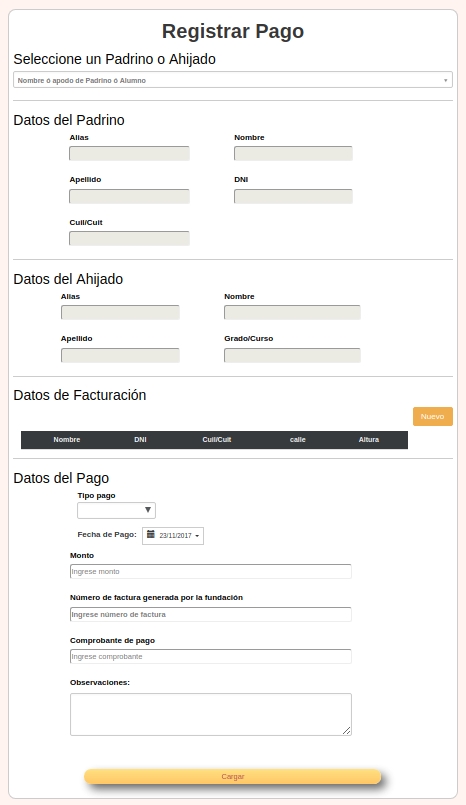 Registrar Pago
Seleccione un Padrino o Ahijado
Nombre ó apodo de Padrino ó Alumno
Datos del Padrino
Alias Nombre
Apellido DNI
Cuil/Cuit
Datos del Ahijado
Alias Nombre
Apellido Grado/Curso
Datos de Facturación
Nuevo
Nombre DNI Cuil/Cuit calle Altura
Datos del Pago
Tipo pago
Fecha de Pago: 23/11/2017
Monto
Ingrese monto
Número de factura generada por la fundación
Ingrese número de factura
Comprobante de pago
Ingrese comprobante
Observaciones:
Cargar